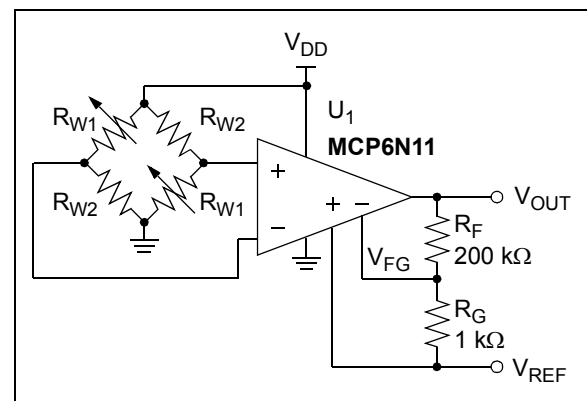 V_DD
R_W1
R_W2
U_1
MCP6N11
R_W2
R_W1
+
−
+ −
V_OUT
R_F
200 kΩ
V_FG
R_G
1 kΩ
V_REF